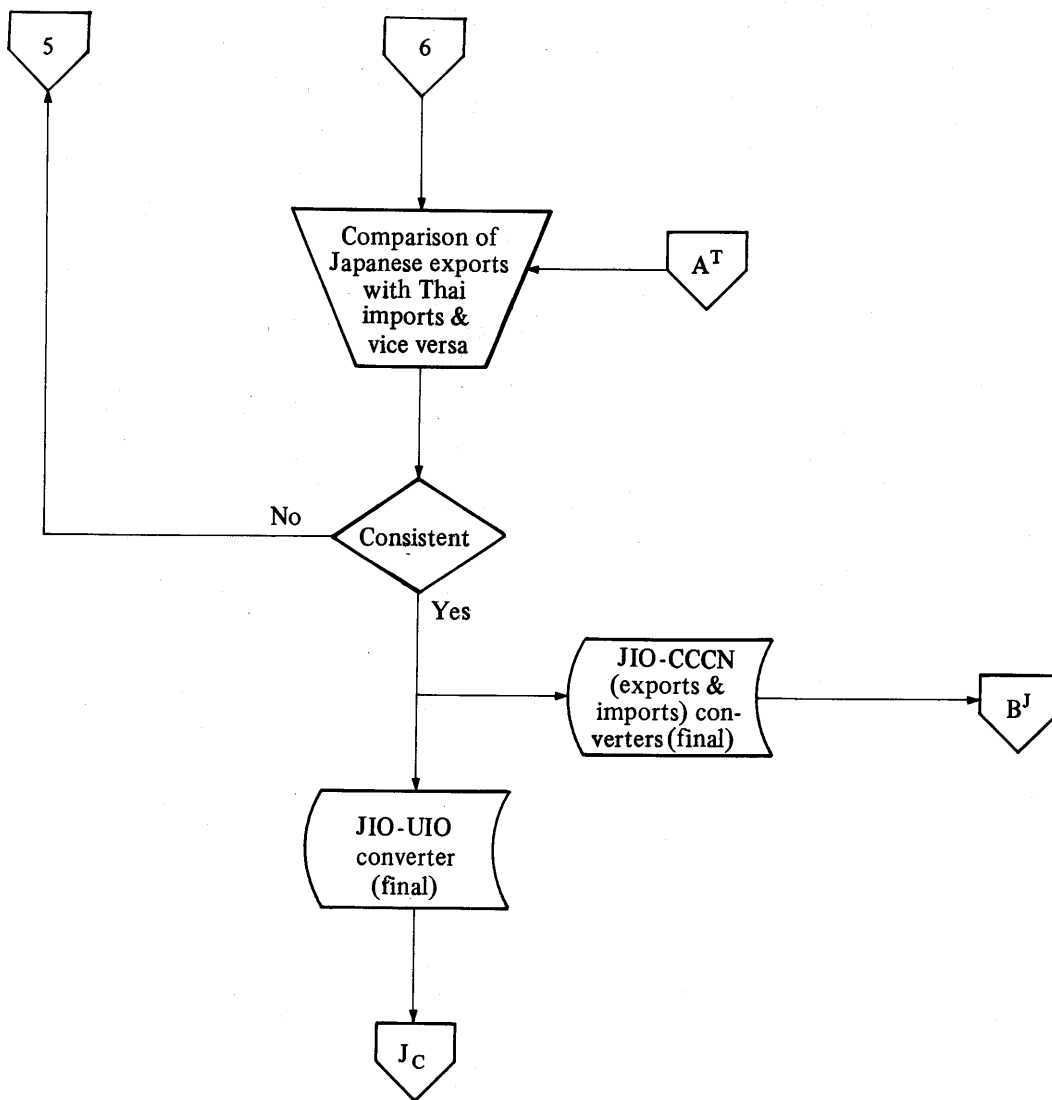 5
6
Comparison of
Japanese exports
with Thai
imports &
vice versa
A^T
Consistent
No
Yes
JIO-CCCN
(exports &
imports) con-
verters (final)
B^J
JIO-UIO
converter
(final)
J_C